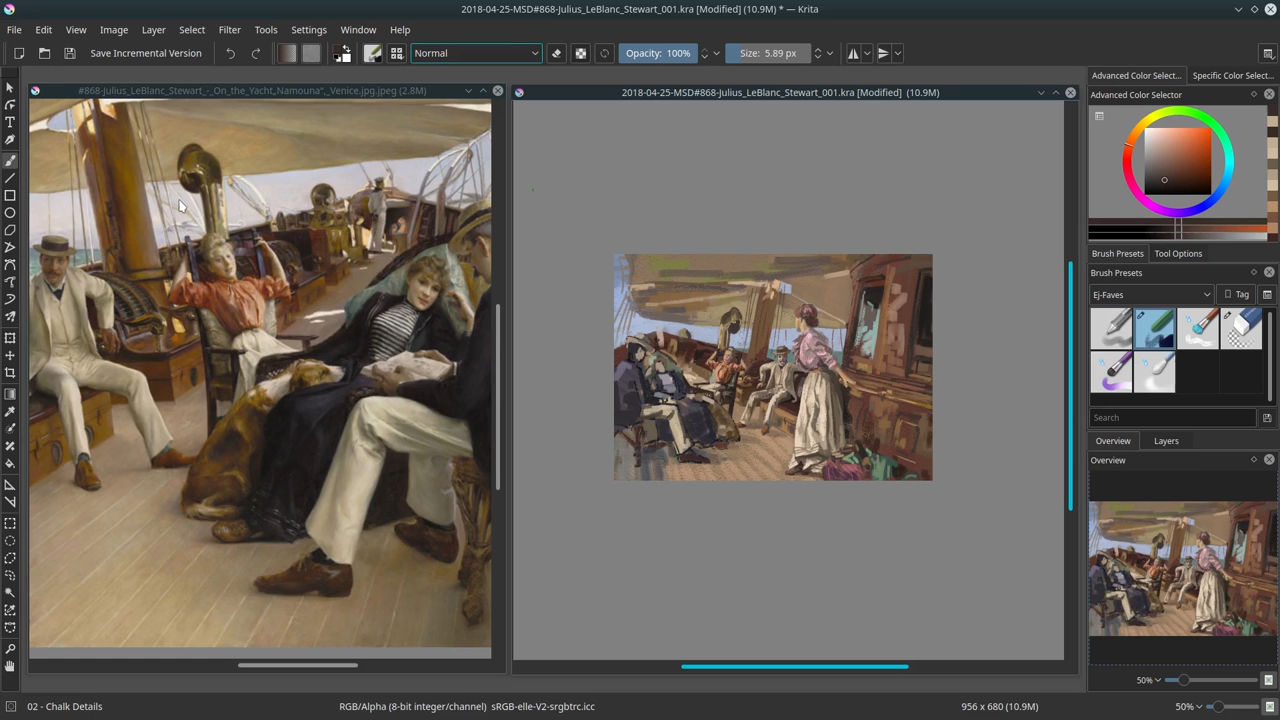 2018-04-25-MSD#868-Julius_LeBlanc_Stewart_001.kra [Modified] (10.9M) * — Krita
File Edit View Image Layer Select Filter Tools Settings Window Help
Save Incremental Version
Normal
Opacity: 100%
Size: 5.89 px
#868-Julius_LeBlanc_Stewart_-_On_the_Yacht_Namouna",_Venice.jpg.jpeg (2.8M)
2018-04-25-MSD#868-Julius_LeBlanc_Stewart_001.kra [Modified] (10.9M)
Advanced Color Select...
Specific Color Select...
Advanced Color Selector
Brush Presets
Tool Options
Brush Presets
Ej-Faves
Tag
Search
Overview
Layers
Overview
50%
02 - Chalk Details
RGB/Alpha (8-bit integer/channel) sRGB-elle-V2-srgbtrc.icc
956 x 680 (10.9M)
50%